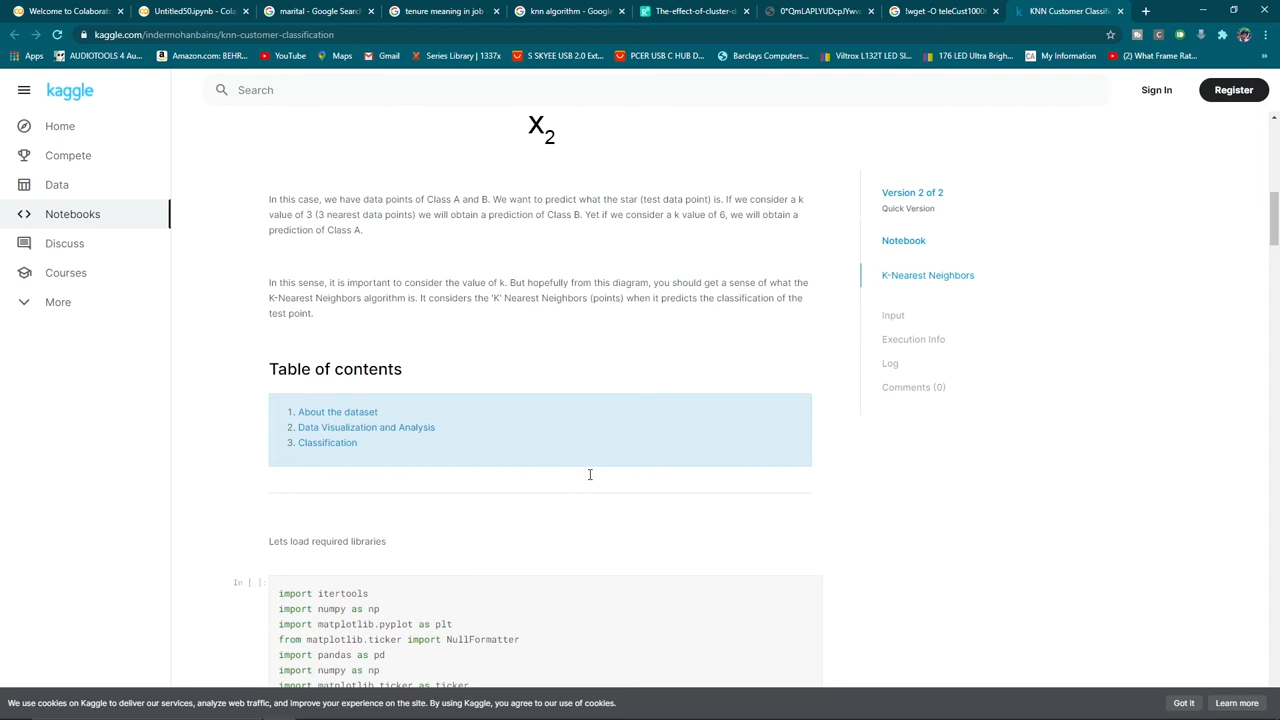 Welcome to Colaborat
Untitled50.ipynb - Cola
marital - Google Search
tenure meaning in job
knn algorithm - Google
The-effect-of-cluster-d
0*QmLAPLYUDcpJYwv
!wget -O teleCust1000
KNN Customer Classif
kaggle.com/indermohanbains/knn-customer-classification
Apps
AUDIOTOOLS 4 Au...
Amazon.com: BEHR...
YouTube
Maps
Gmail
Series Library | 1337x
S SKYEE USB 2.0 Ext...
PCER USB C HUB D...
Barclays Computers...
Viltrox L132T LED Sl...
176 LED Ultra Brigh...
My Information
(2) What Frame Rat...
»
kaggle
Search
Sign In
Register
Home
Compete
Data
Notebooks
Discuss
Courses
More
X2
In this case, we have data points of Class A and B. We want to predict what the star (test data point) is. If we consider a k
value of 3 (3 nearest data points) we will obtain a prediction of Class B. Yet if we consider a k value of 6, we will obtain a
prediction of Class A.
In this sense, it is important to consider the value of k. But hopefully from this diagram, you should get a sense of what the
K-Nearest Neighbors algorithm is. It considers the 'K' Nearest Neighbors (points) when it predicts the classification of the
test point.
Table of contents
1. About the dataset
2. Data Visualization and Analysis
3. Classification
Lets load required libraries
In [ ]:
import itertools
import numpy as np
import matplotlib.pyplot as plt
from matplotlib.ticker import NullFormatter
import pandas as pd
import numpy as np
import matplotlib.ticker as ticker
Version 2 of 2
Quick Version
Notebook
K-Nearest Neighbors
Input
Execution Info
Log
Comments (0)
We use cookies on Kaggle to deliver our services, analyze web traffic, and improve your experience on the site. By using Kaggle, you agree to our use of cookies.
Got it
Learn more